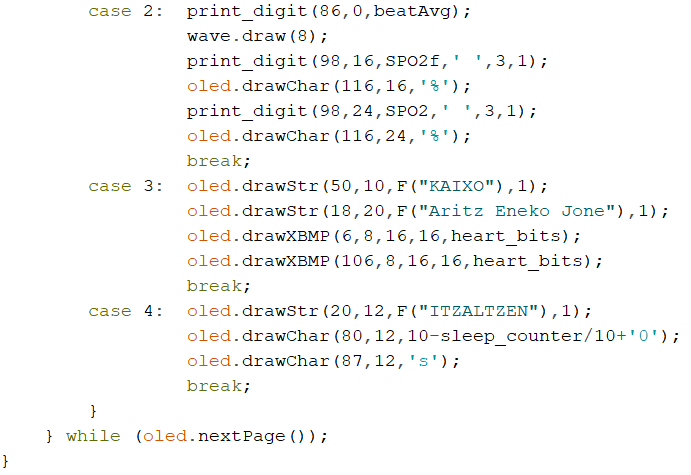 case 2:  print_digit(86,0,beatAvg);
wave.draw(8);
print_digit(98,16,SPO2f,' ',3,1);
oled.drawChar(116,16,'%');
print_digit(98,24,SPO2,' ',3,1);
oled.drawChar(116,24,'%');
break;
case 3:  oled.drawStr(50,10,F("KAIXO"),1);
oled.drawStr(18,20,F("Aritz Eneko Jone"),1);
oled.drawXBMP(6,8,16,16,heart_bits);
oled.drawXBMP(106,8,16,16,heart_bits);
break;
case 4:  oled.drawStr(20,12,F("ITZALTZEN"),1);
oled.drawChar(80,12,10-sleep_counter/10+'0');
oled.drawChar(87,12,'s');
break;
}
} while (oled.nextPage());
}